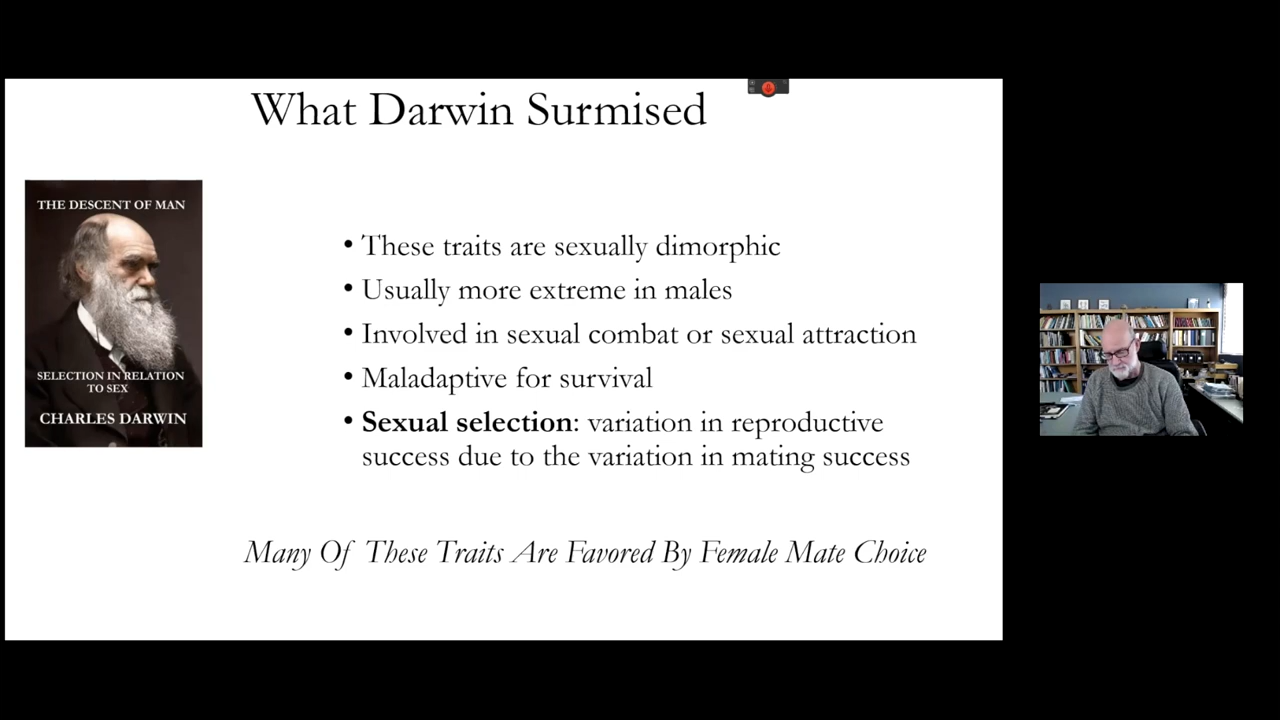 What Darwin Surmised
THE DESCENT OF MAN
SELECTION IN RELATION
TO SEX
CHARLES DARWIN
• These traits are sexually dimorphic
• Usually more extreme in males
• Involved in sexual combat or sexual attraction
• Maladaptive for survival
• Sexual selection: variation in reproductive
success due to the variation in mating success
Many Of These Traits Are Favored By Female Mate Choice